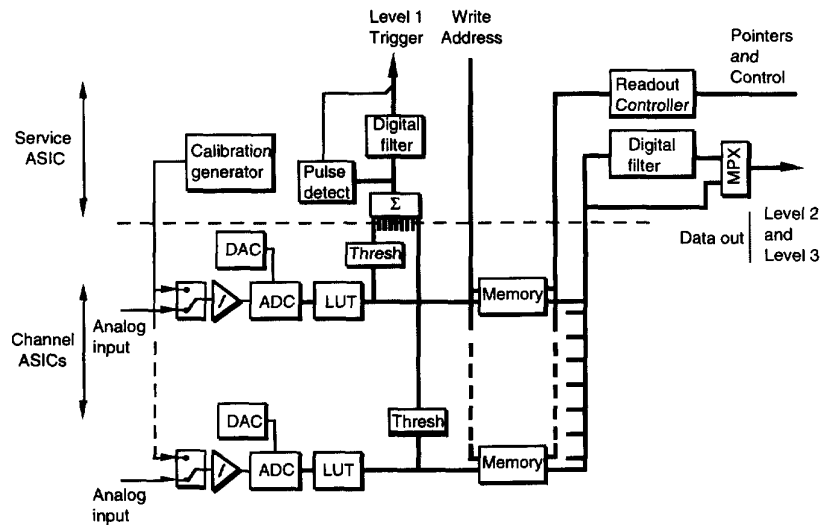 Level 1
Trigger
Write
Address
Pointers
and
Control
Readout
Controller
Service
ASIC
Calibration
generator
Digital
filter
Pulse
detect
Digital
filter
MPX
Σ
Data out
Level 2
and
Level 3
Thresh
DAC
ADC
LUT
Memory
Analog
input
Channel
ASICs
Thresh
DAC
ADC
LUT
Memory
Analog
input